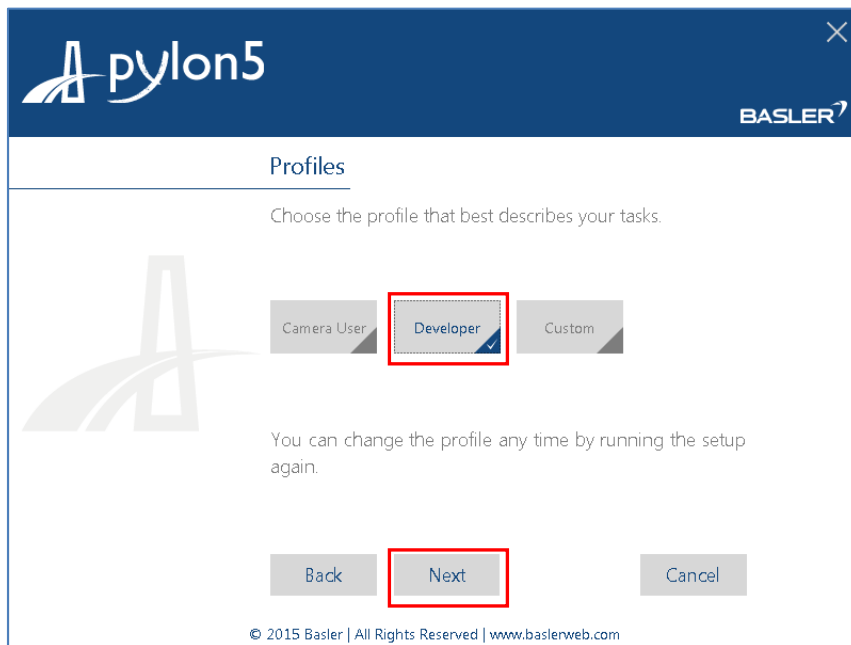 pylon5
BASLER
Profiles
Choose the profile that best describes your tasks.
Camera User
Developer
Custom
You can change the profile any time by running the setup
again.
Back
Next
Cancel
© 2015 Basler | All Rights Reserved | www.baslerweb.com